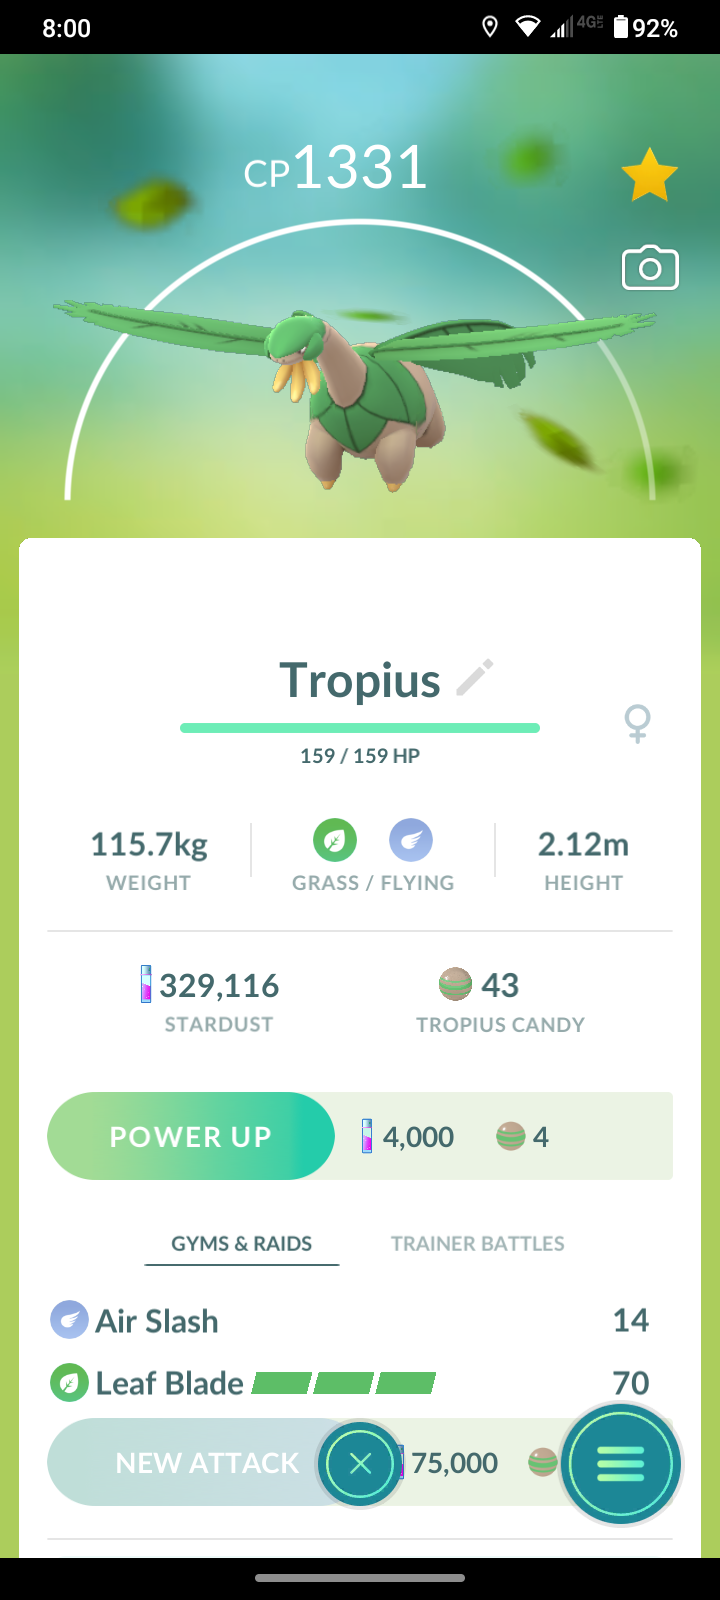 8:00 4G LTE 92%
CP1331
Tropius
159 / 159 HP
115.7kg 2.12m
WEIGHT GRASS / FLYING HEIGHT
329,116 43
STARDUST TROPIUS CANDY
POWER UP 4,000 4
GYMS & RAIDS TRAINER BATTLES
Air Slash 14
Leaf Blade 70
NEW ATTACK 75,000